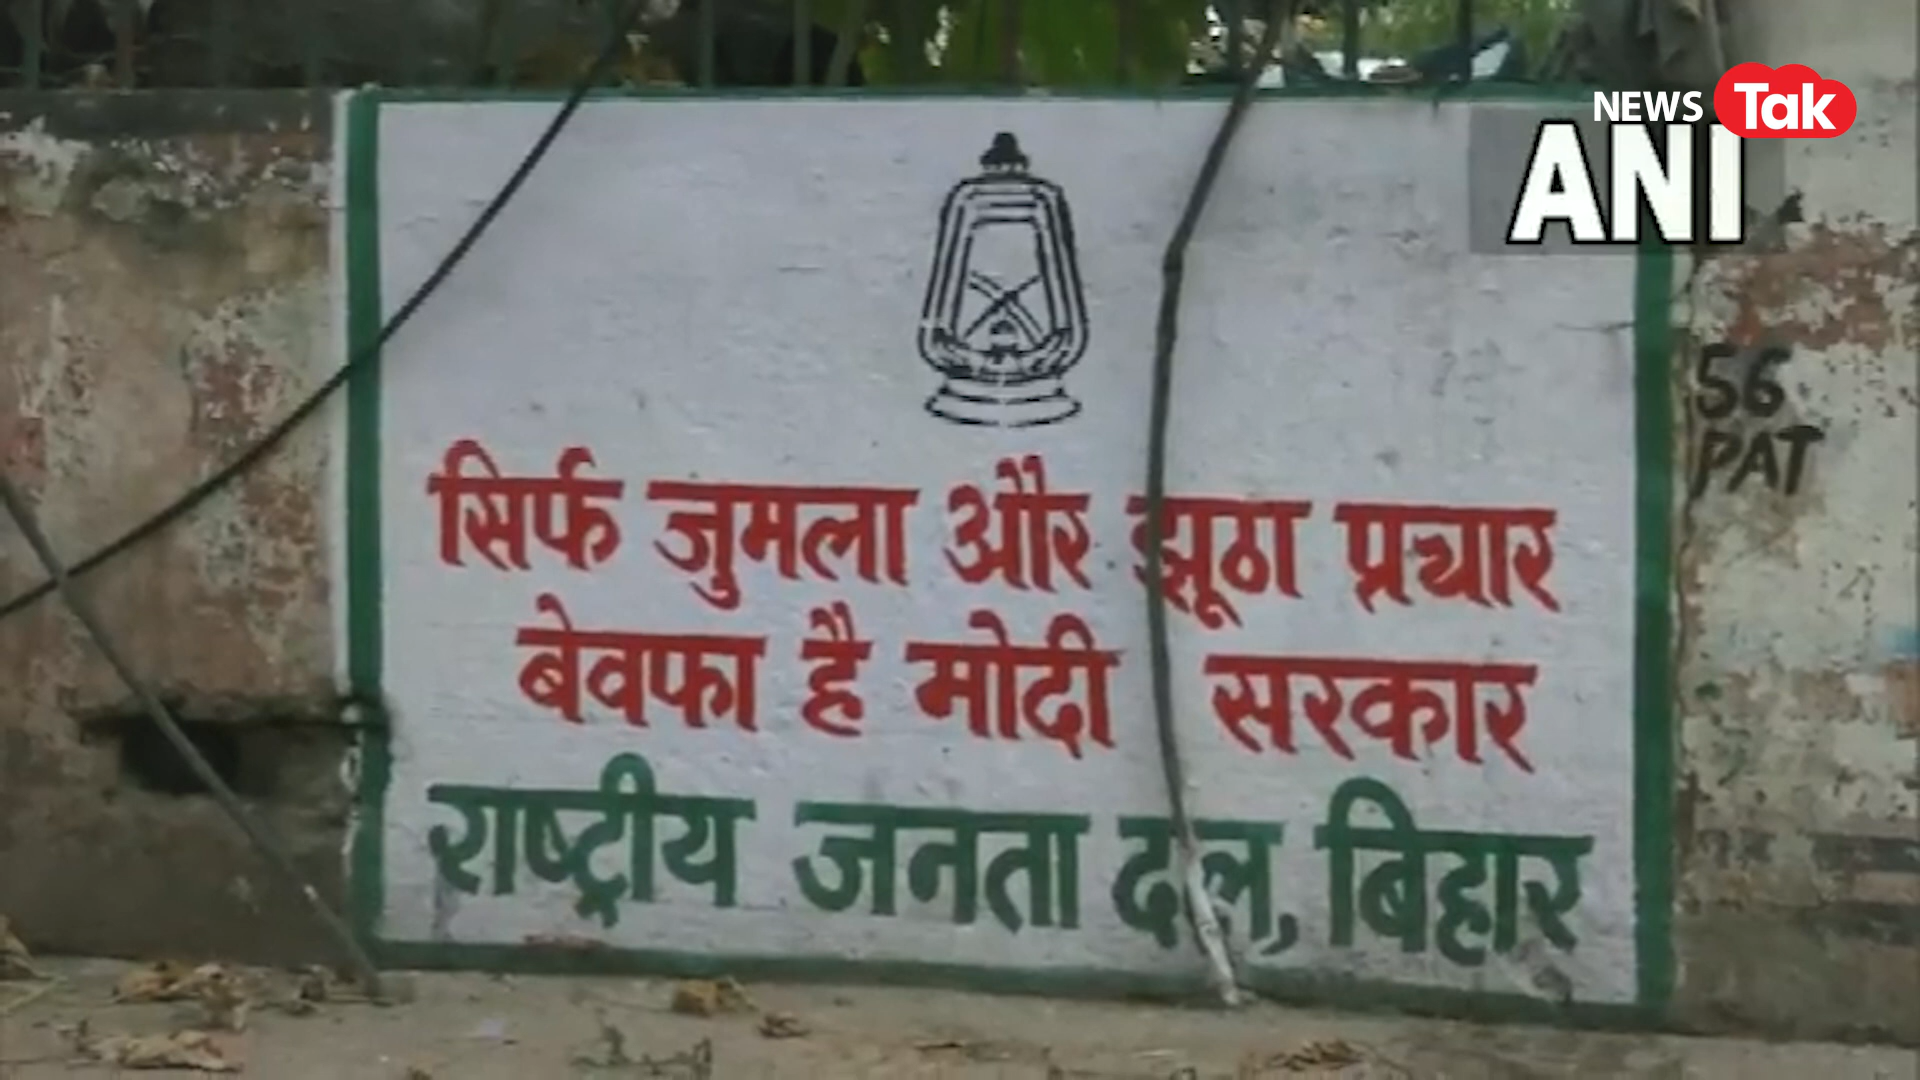 NEWS Tak
ANI
सिर्फ जुमला और झूठा प्रचार
बेवफा है मोदी सरकार
राष्ट्रीय जनता दल, बिहार
56
PAT